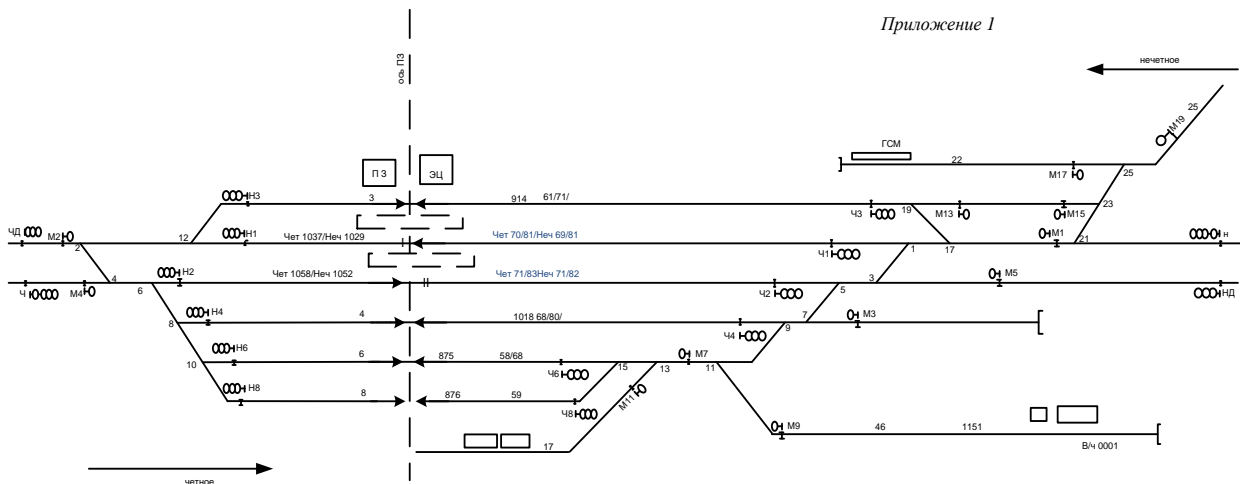 Приложение 1
ось ПЗ
нечетное
25
М19
ГСМ
22
М17
25
П З
ЭЦ
Н3
3
914
61/71/
Ч3
19
М13
М15
23
ЧД
М2
2
12
Н1
Чет 1037/Неч 1029
I
Чет 70/81/Неч 69/81
Ч1
1
17
М1
21
н
Ч
М4
4
6
Н2
Чет 1058/Неч 1052
II
Чет 71/83Неч 71/82
Ч2
5
3
М5
НД
8
Н4
4
1018 68/80/
Ч4
9
7
М3
10
Н6
6
875
58/68
Ч6
15
13
М7
11
Н8
8
876
59
Ч8
М11
17
М9
46
1151
В/ч 0001
четное